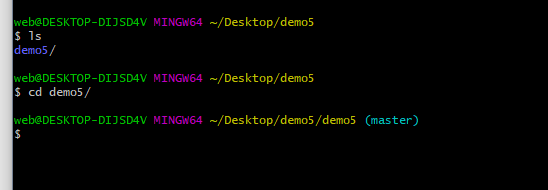 web@DESKTOP-DIJSD4V MINGW64 ~/Desktop/demo5
$ ls
demo5/
web@DESKTOP-DIJSD4V MINGW64 ~/Desktop/demo5
$ cd demo5/
web@DESKTOP-DIJSD4V MINGW64 ~/Desktop/demo5/demo5 (master)
$